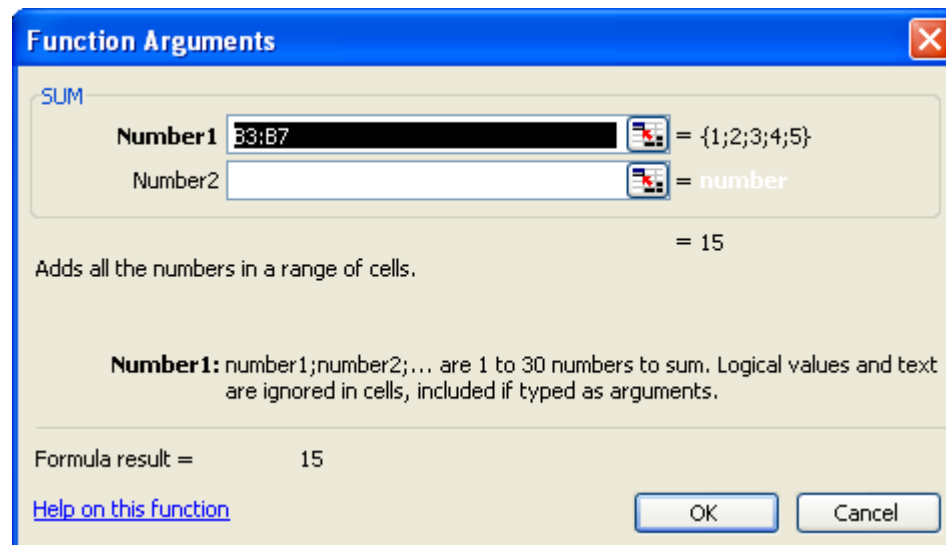 Function Arguments
SUM
Number1 B3:B7 = {1;2;3;4;5}
Number2 = number
= 15
Adds all the numbers in a range of cells.
Number1: number1;number2;... are 1 to 30 numbers to sum. Logical values and text
are ignored in cells, included if typed as arguments.
Formula result = 15
Help on this function OK Cancel